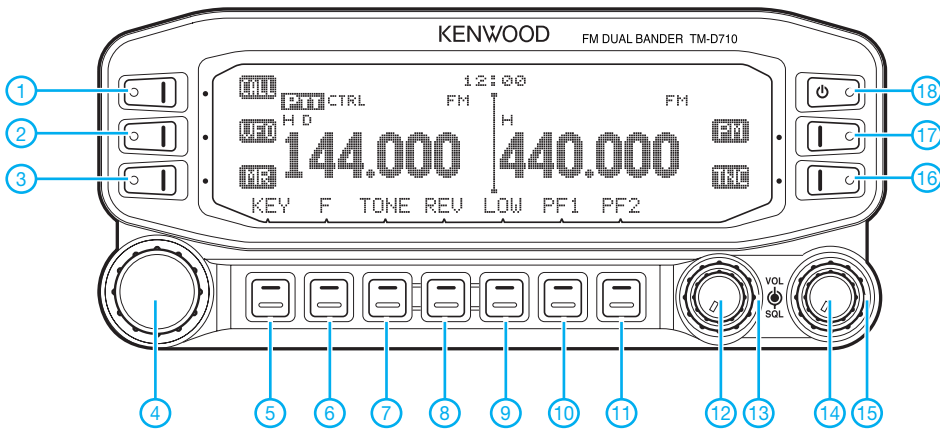 KENWOOD FM DUAL BANDER TM-D710
12:00
CALL PTT CTRL FM FM
H D H
VFO 144.000 440.000 PM
MR TNC
KEY F TONE REV LOW PF1 PF2
VOL
SQL
1
2
3
18
17
16
4 5 6 7 8 9 10 11 12 13 14 15